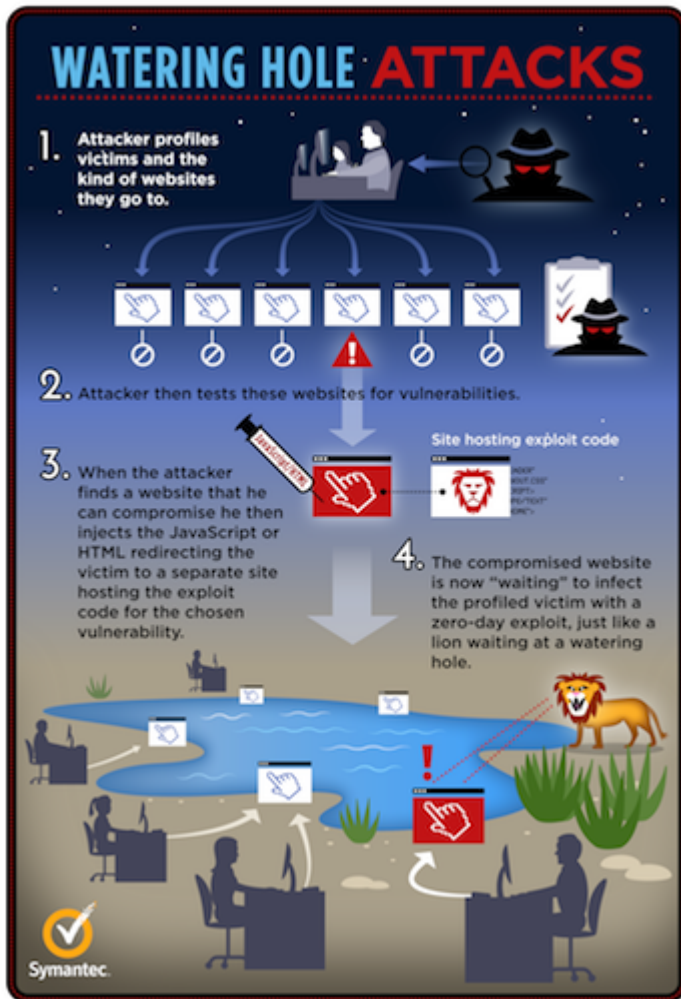 WATERING HOLE ATTACKS
1.
Attacker profiles
victims and the
kind of websites
they go to.
2. Attacker then tests these websites for vulnerabilities.
JavaScript/HTML
Site hosting exploit code
3. When the attacker
finds a website that he
can compromise he then
injects the JavaScript or
HTML redirecting the
victim to a separate site
hosting the exploit
code for the chosen
vulnerability.
4. The compromised website
is now “waiting” to infect
the profiled victim with a
zero-day exploit, just like a
lion waiting at a watering
hole.
!
Symantec.